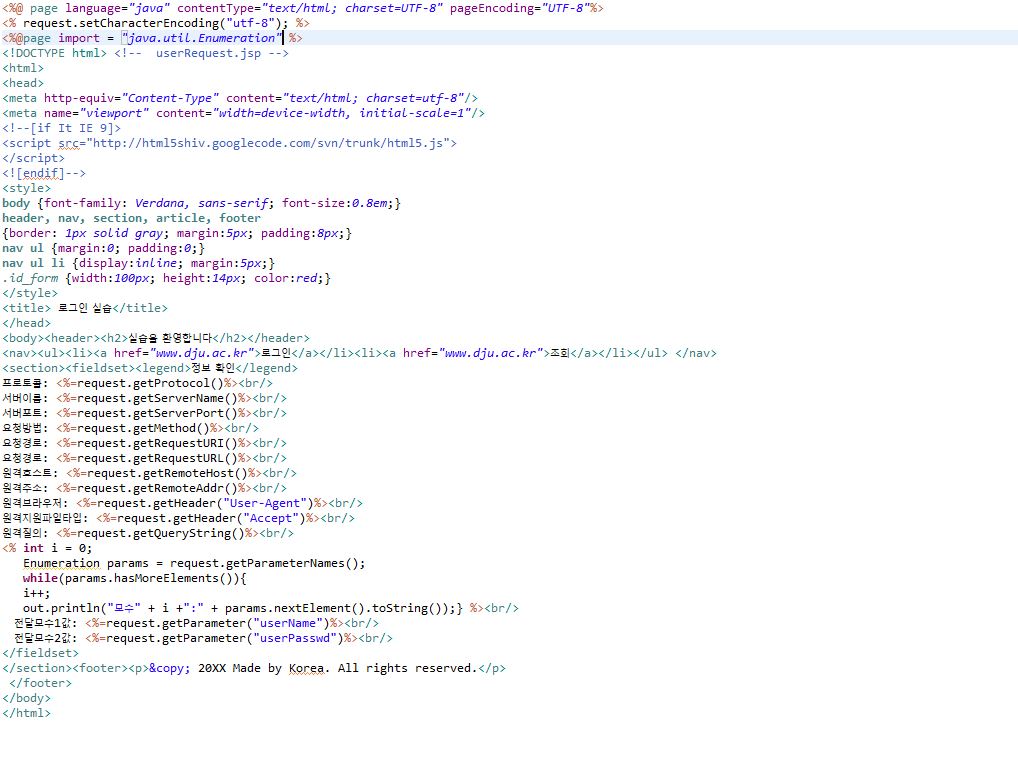 <%@ page language="java" contentType="text/html; charset=UTF-8" pageEncoding="UTF-8"%>
<% request.setCharacterEncoding("utf-8"); %>
<%@page import = "java.util.Enumeration" %>
<!DOCTYPE html> <!--  userRequest.jsp -->
<html>
<head>
<meta http-equiv="Content-Type" content="text/html; charset=utf-8"/>
<meta name="viewport" content="width=device-width, initial-scale=1"/>
<!--[if It IE 9]>
<script src="http://html5shiv.googlecode.com/svn/trunk/html5.js">
</script>
<![endif]-->
<style>
body {font-family: Verdana, sans-serif; font-size:0.8em;}
header, nav, section, article, footer
{border: 1px solid gray; margin:5px; padding:8px;}
nav ul {margin:0; padding:0;}
nav ul li {display:inline; margin:5px;}
.id_form {width:100px; height:14px; color:red;}
</style>
<title> 로그인 실습</title>
</head>
<body><header><h2>실습을 환영합니다</h2></header>
<nav><ul><li><a href="www.dju.ac.kr">로그인</a></li><li><a href="www.dju.ac.kr">조회</a></li></ul> </nav>
<section><fieldset><legend>정보 확인</legend>
프로토콜: <%=request.getProtocol()%><br/>
서버이름: <%=request.getServerName()%><br/>
서버포트: <%=request.getServerPort()%><br/>
요청방법: <%=request.getMethod()%><br/>
요청경로: <%=request.getRequestURI()%><br/>
요청경로: <%=request.getRequestURL()%><br/>
원격호스트: <%=request.getRemoteHost()%><br/>
원격주소: <%=request.getRemoteAddr()%><br/>
원격브라우저: <%=request.getHeader("User-Agent")%><br/>
원격지원파일타입: <%=request.getHeader("Accept")%><br/>
원격질의: <%=request.getQueryString()%><br/>
<% int i = 0;
Enumeration params = request.getParameterNames();
while(params.hasMoreElements()){
i++;
out.println("모수" + i +":" + params.nextElement().toString());} %><br/>
전달모수1값: <%=request.getParameter("userName")%><br/>
전달모수2값: <%=request.getParameter("userPasswd")%><br/>
</fieldset>
</section><footer><p>&copy; 20XX Made by Korea. All rights reserved.</p>
</footer>
</body>
</html>